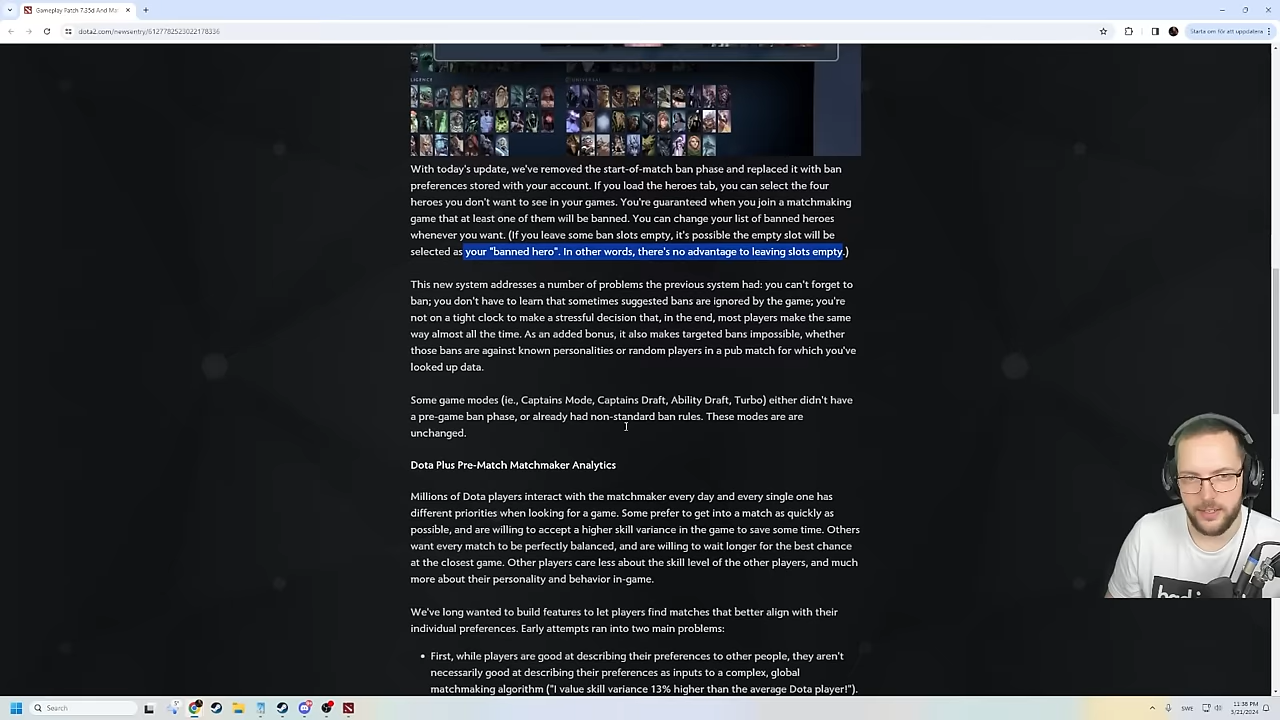 Gameplay Patch 7.35d And Ma
dota2.com/newsentry/6127782523022178336
Starta om för att uppdatera
LIGENCE
UNIVERSAL
With today's update, we've removed the start-of-match ban phase and replaced it with ban
preferences stored with your account. If you load the heroes tab, you can select the four
heroes you don't want to see in your games. You're guaranteed when you join a matchmaking
game that at least one of them will be banned. You can change your list of banned heroes
whenever you want. (If you leave some ban slots empty, it's possible the empty slot will be
selected as your "banned hero". In other words, there's no advantage to leaving slots empty.)
This new system addresses a number of problems the previous system had: you can't forget to
ban; you don't have to learn that sometimes suggested bans are ignored by the game; you're
not on a tight clock to make a stressful decision that, in the end, most players make the same
way almost all the time. As an added bonus, it also makes targeted bans impossible, whether
those bans are against known personalities or random players in a pub match for which you've
looked up data.
Some game modes (ie., Captains Mode, Captains Draft, Ability Draft, Turbo) either didn't have
a pre-game ban phase, or already had non-standard ban rules. These modes are are
unchanged.
Dota Plus Pre-Match Matchmaker Analytics
Millions of Dota players interact with the matchmaker every day and every single one has
different priorities when looking for a game. Some prefer to get into a match as quickly as
possible, and are willing to accept a higher skill variance in the game to save some time. Others
want every match to be perfectly balanced, and are willing to wait longer for the best chance
at the closest game. Other players care less about the skill level of the other players, and much
more about their personality and behavior in-game.
We've long wanted to build features to let players find matches that better align with their
individual preferences. Early attempts ran into two main problems:
• First, while players are good at describing their preferences to other people, they aren't
necessarily good at describing their preferences as inputs to a complex, global
matchmaking algorithm ("I value skill variance 13% higher than the average Dota player!").
Search
SWE
11:38 PM
3/21/2024